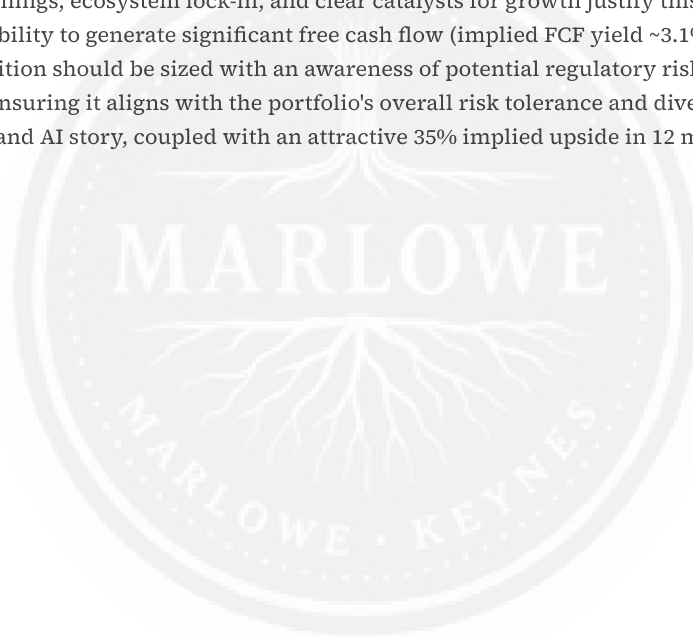 nings, ecosystem lock-in, and clear catalysts for growth justify this
bility to generate significant free cash flow (implied FCF yield ~3.1%
ition should be sized with an awareness of potential regulatory risk
nsuring it aligns with the portfolio's overall risk tolerance and dive
and AI story, coupled with an attractive 35% implied upside in 12 m
MARLOWE
MARLOWE · KEYNES